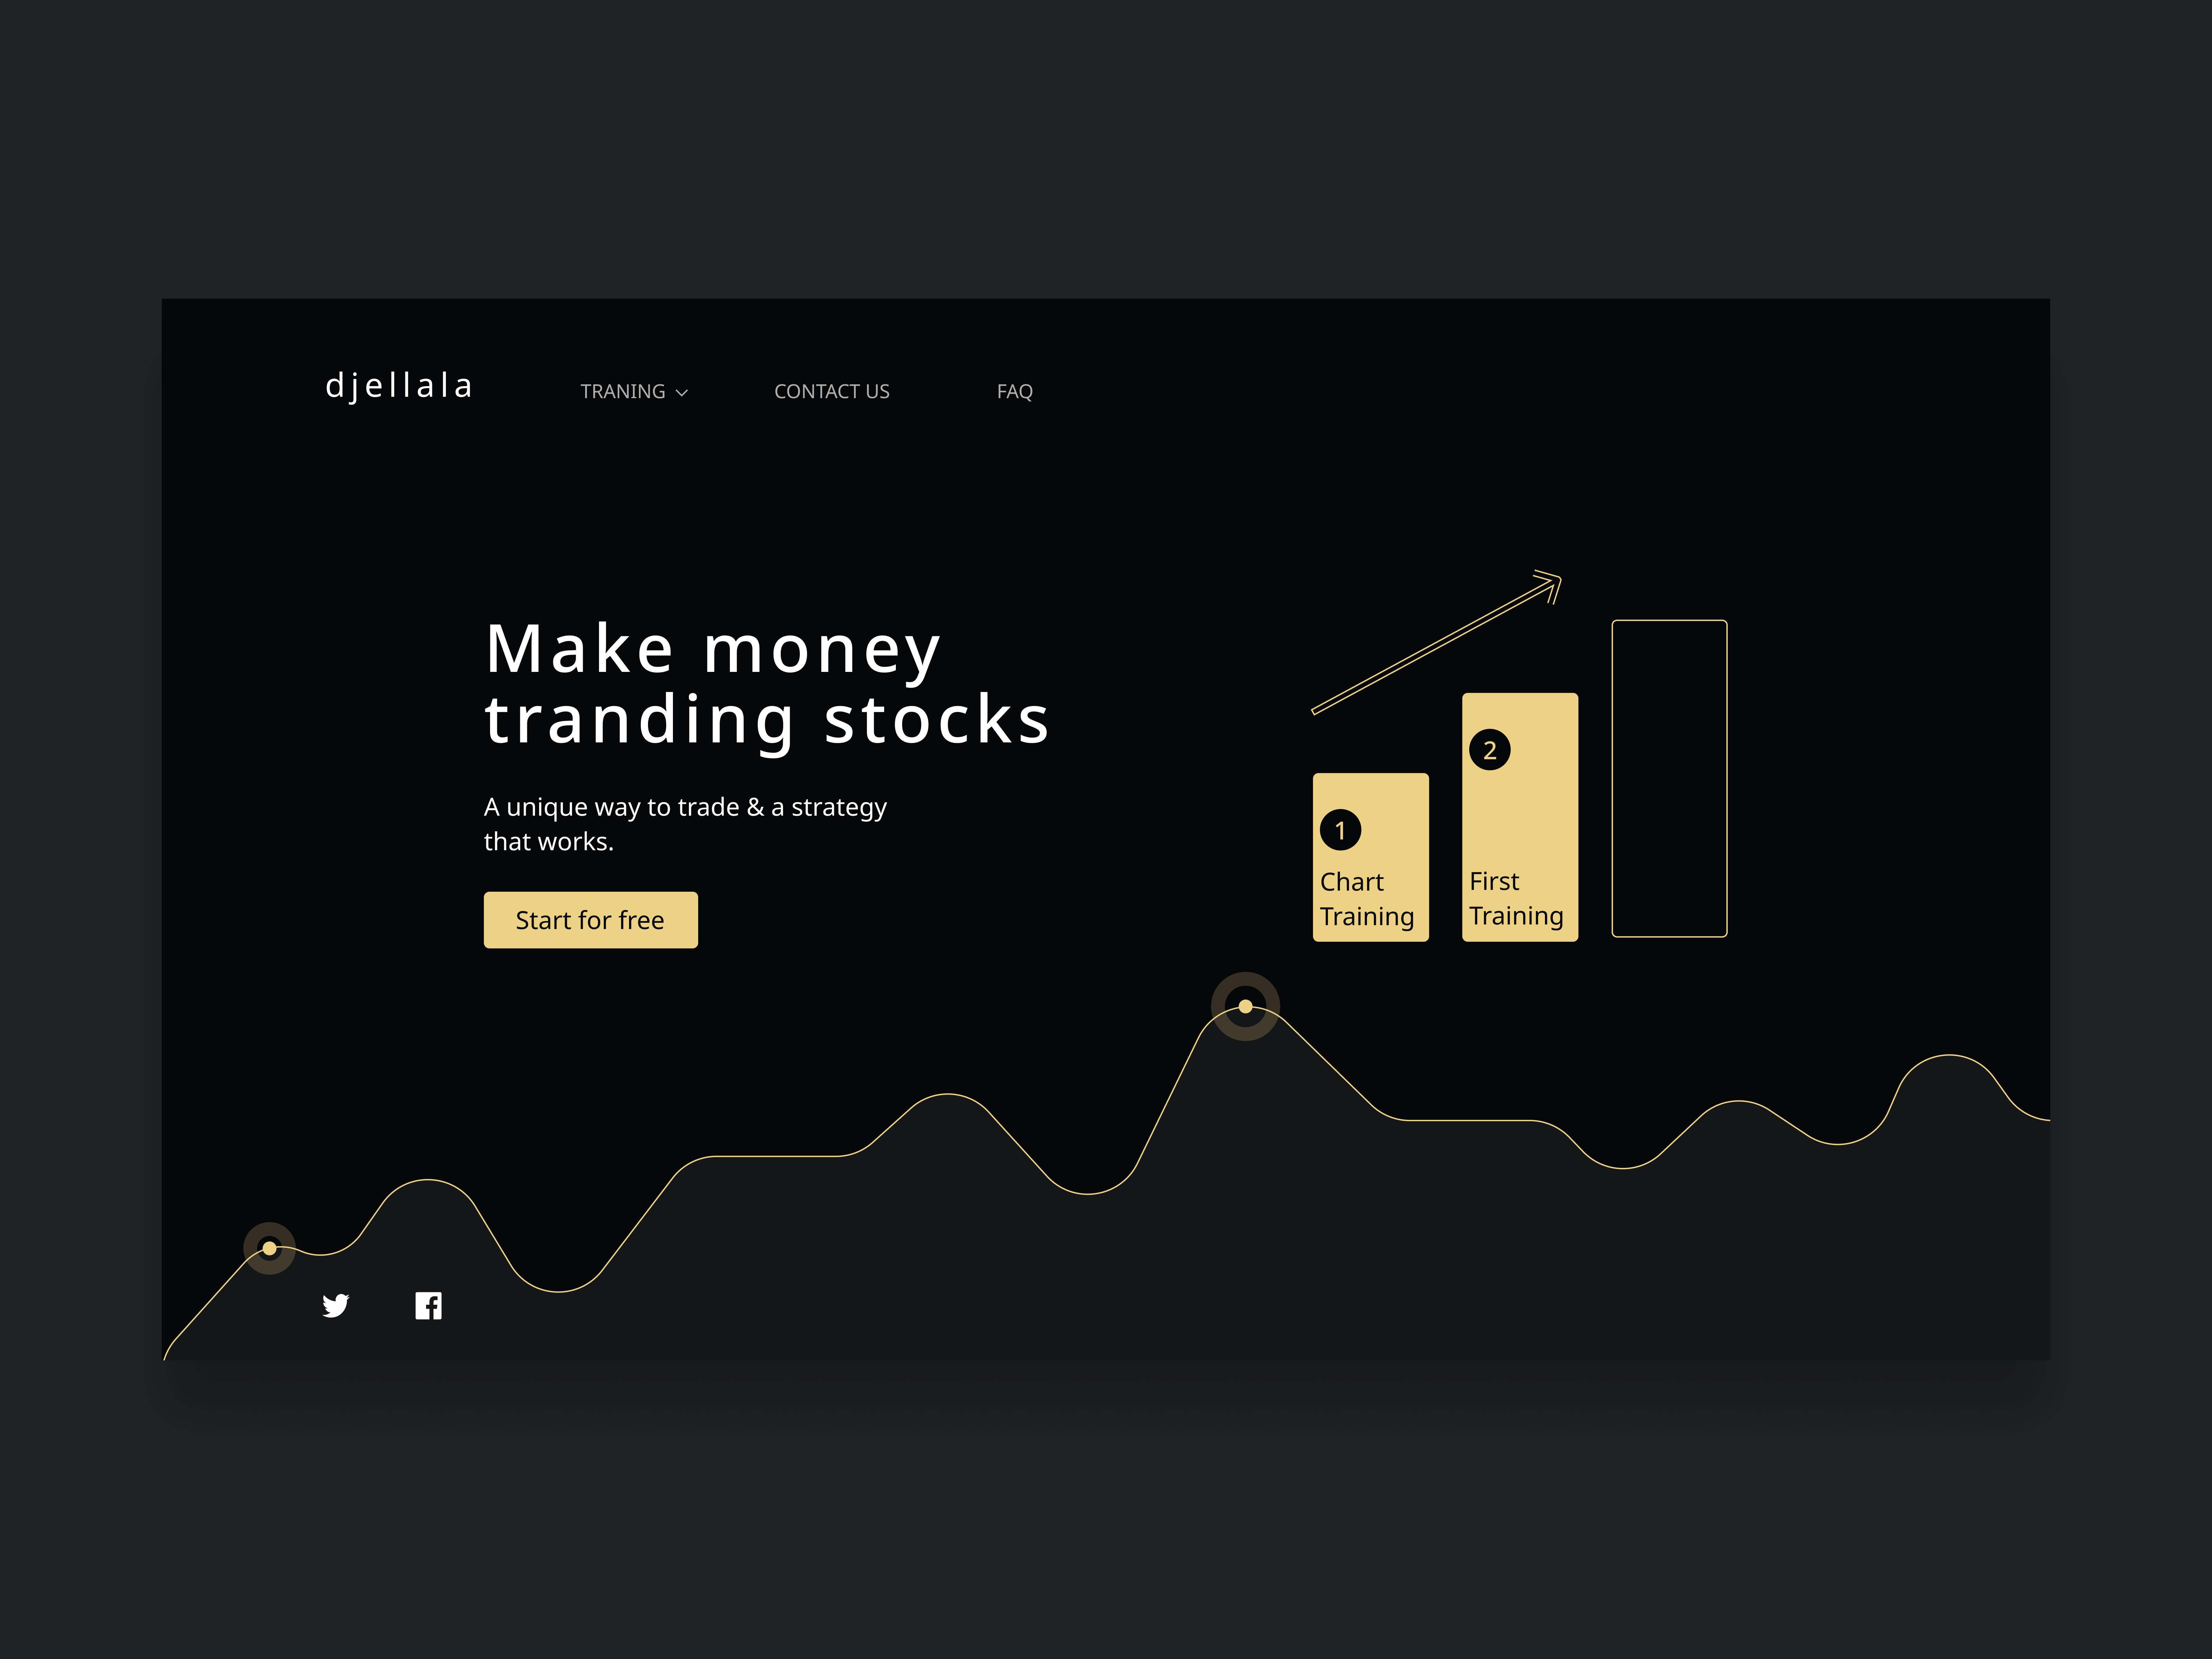 djellala
TRANING
CONTACT US
FAQ
Make money
tranding stocks
A unique way to trade & a strategy
that works.
Start for free
1
Chart
Training
2
First
Training